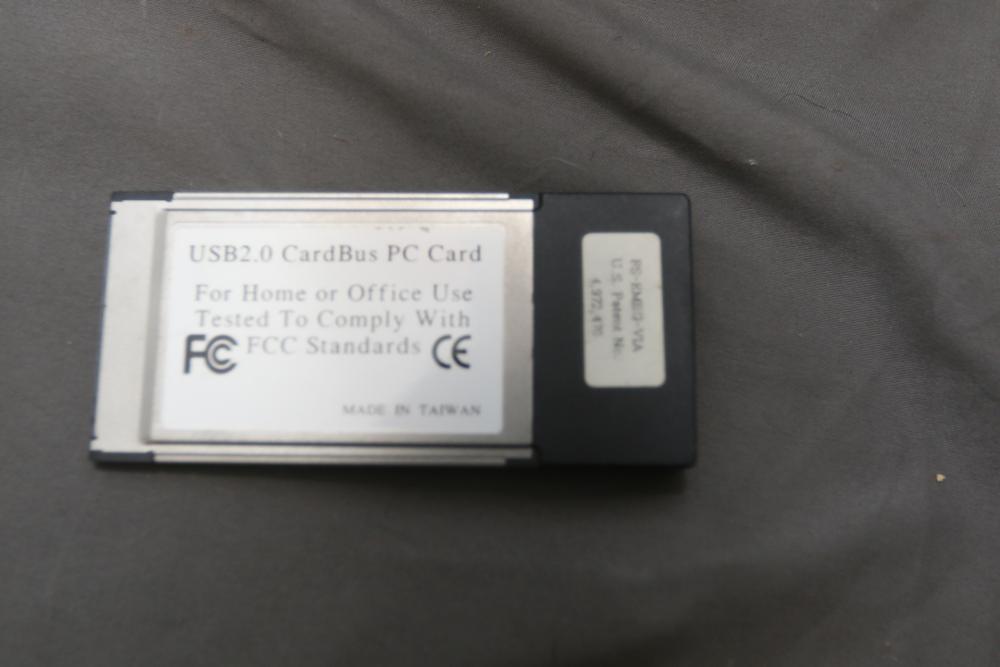 USB2.0 CardBus PC Card
For Home or Office Use
Tested To Comply With
FC FCC Standards CE
MADE IN TAIWAN
U.S. Patent No.